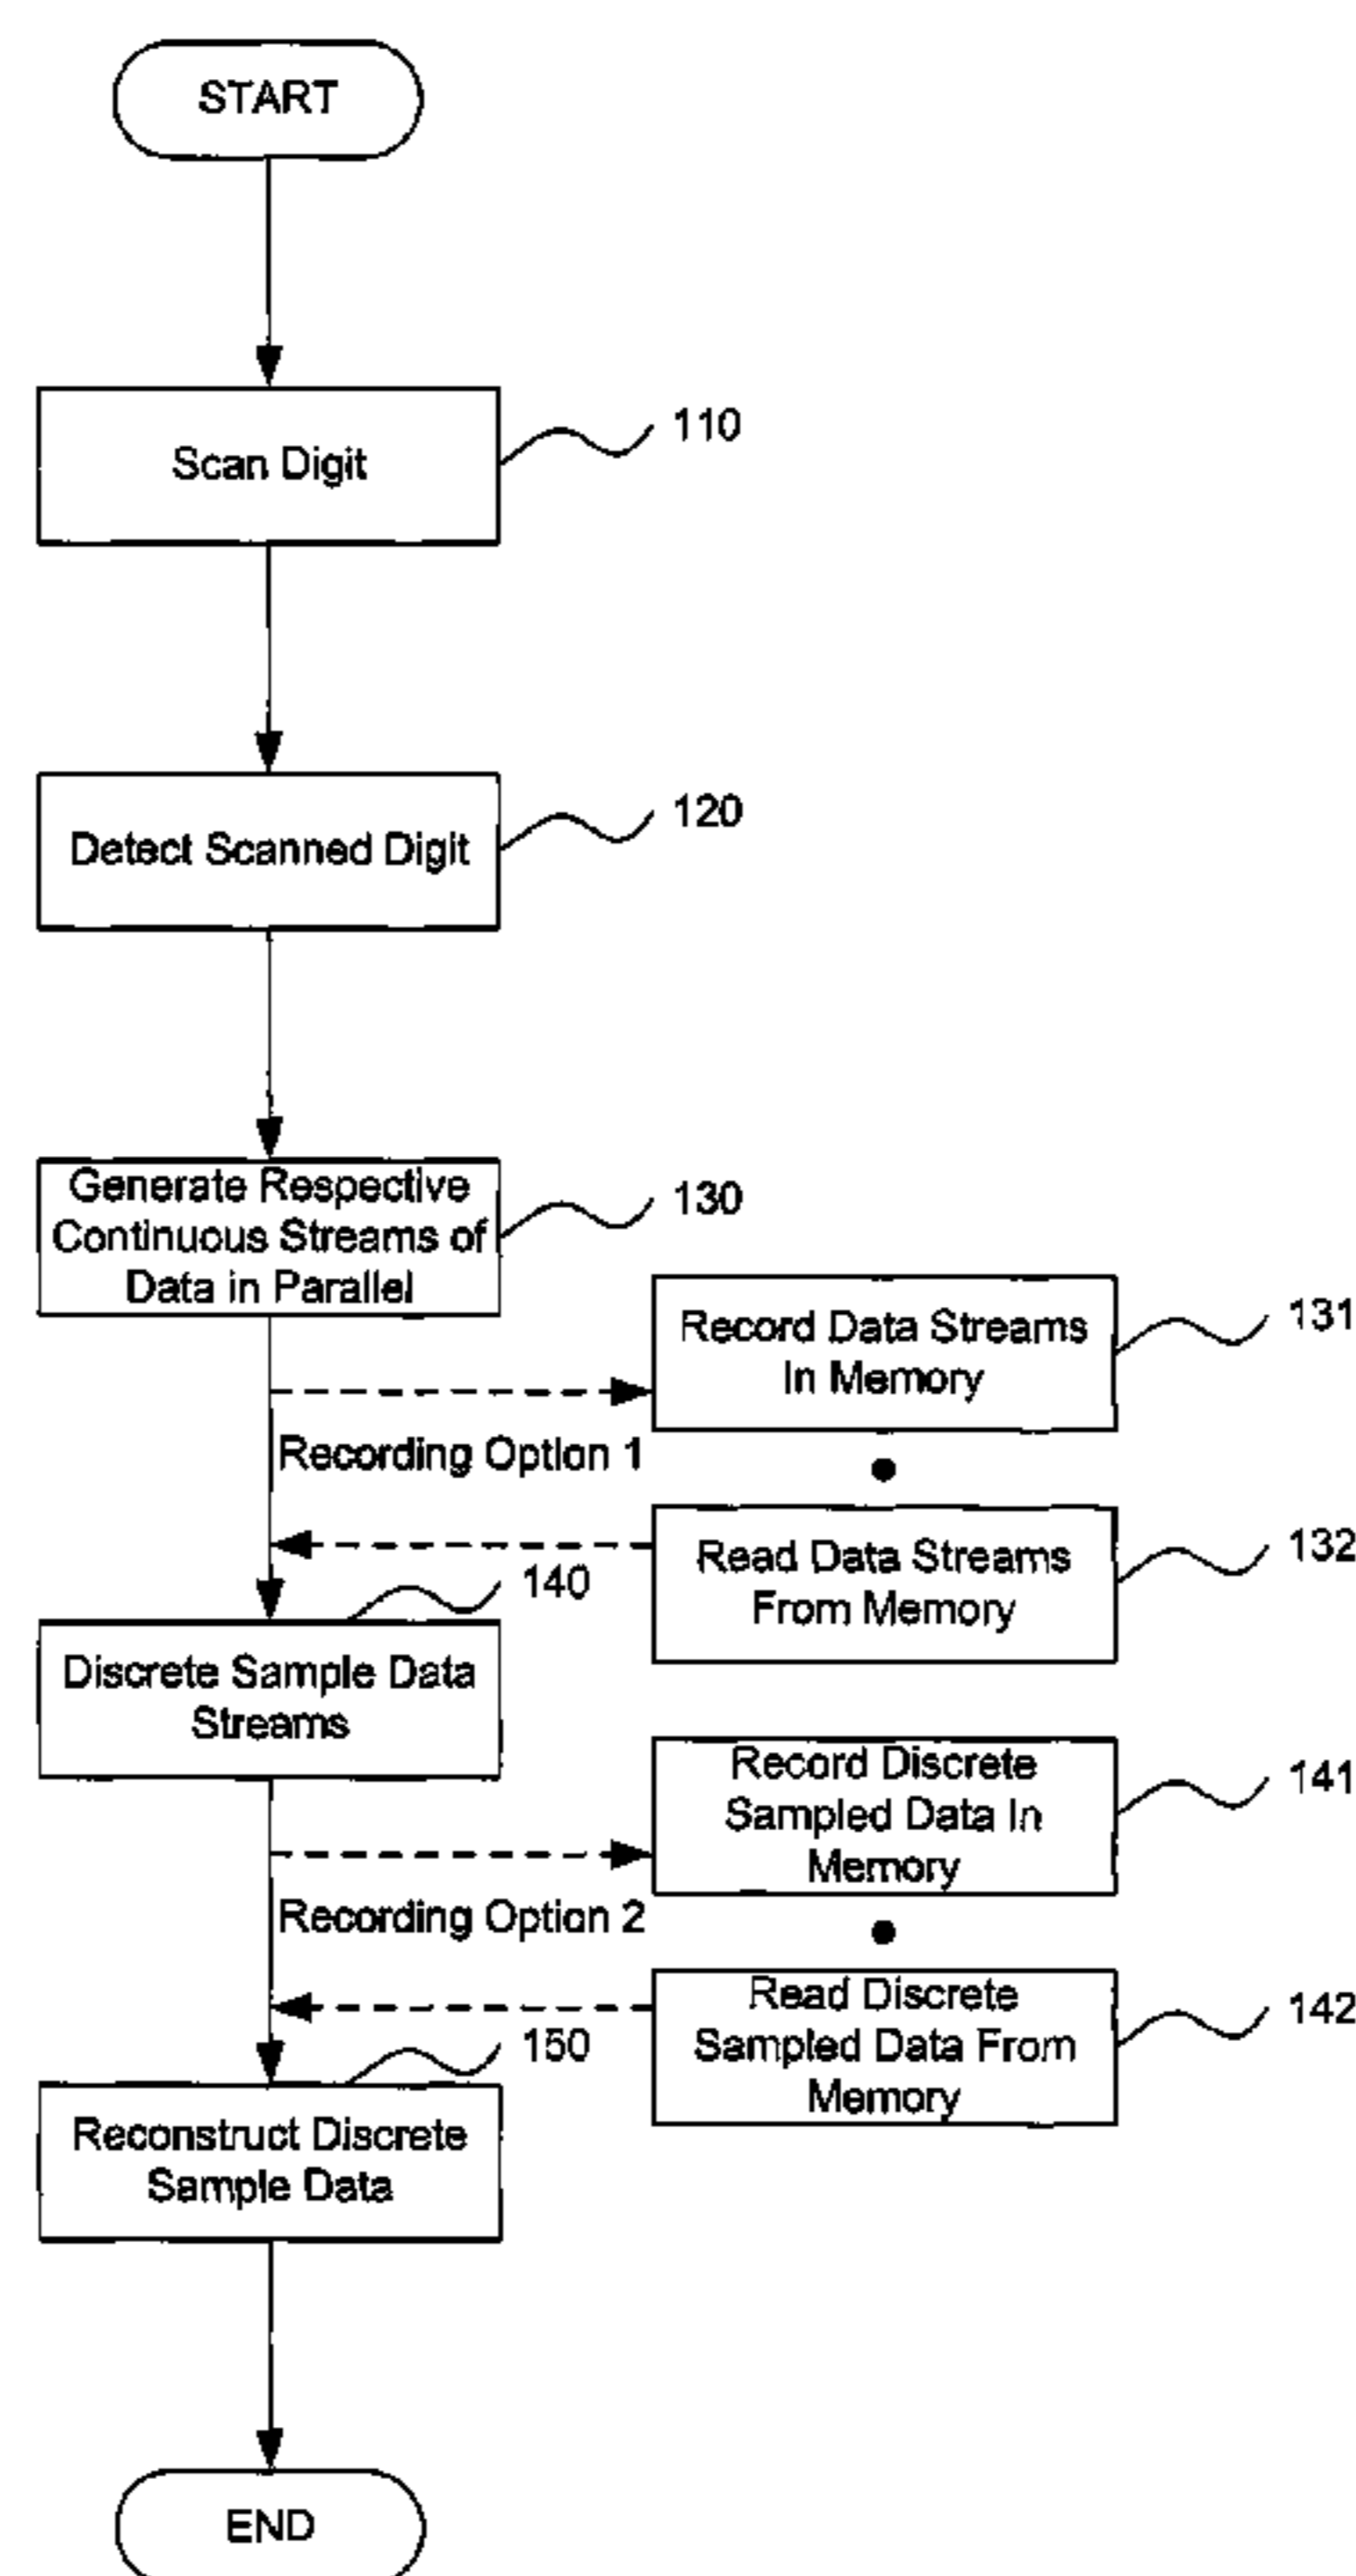 START
Scan Digit
110
Detect Scanned Digit
120
Generate Respective
Continuous Streams of
Data in Parallel
130
Record Data Streams
In Memory
131
Recording Option 1
Read Data Streams
From Memory
132
140
Discrete Sample Data
Streams
Record Discrete
Sampled Data In
Memory
141
Recording Option 2
Read Discrete
Sampled Data From
Memory
142
150
Reconstruct Discrete
Sample Data
END